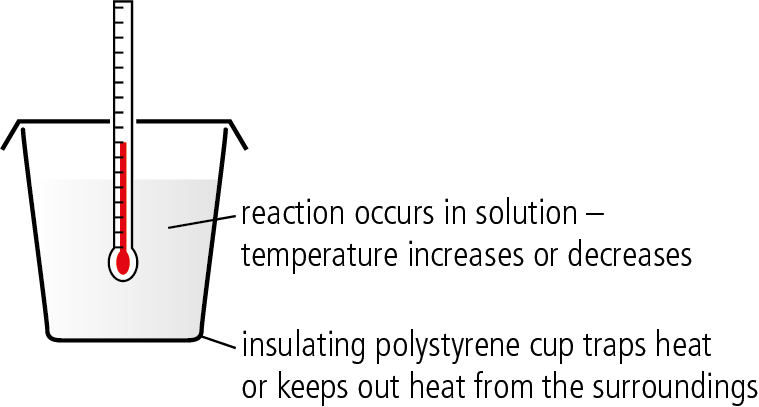 reaction occurs in solution –
temperature increases or decreases
insulating polystyrene cup traps heat
or keeps out heat from the surroundings